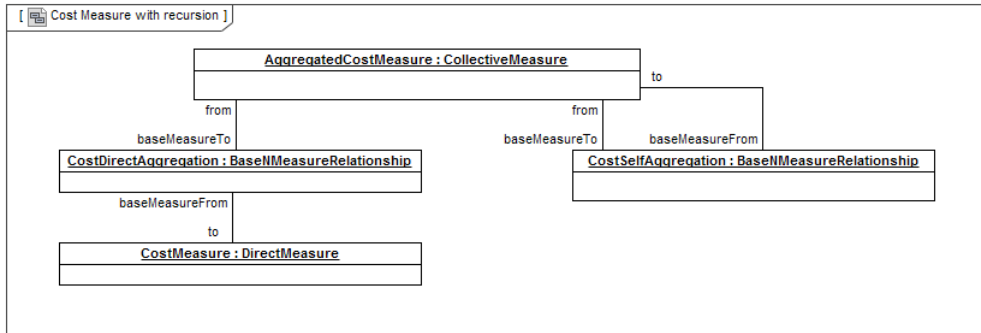 [ Cost Measure with recursion ]
AggregatedCostMeasure : CollectiveMeasure
to
from
from
baseMeasureTo
baseMeasureTo
baseMeasureFrom
CostDirectAggregation : BaseNMeasureRelationship
CostSelfAggregation : BaseNMeasureRelationship
baseMeasureFrom
to
CostMeasure : DirectMeasure